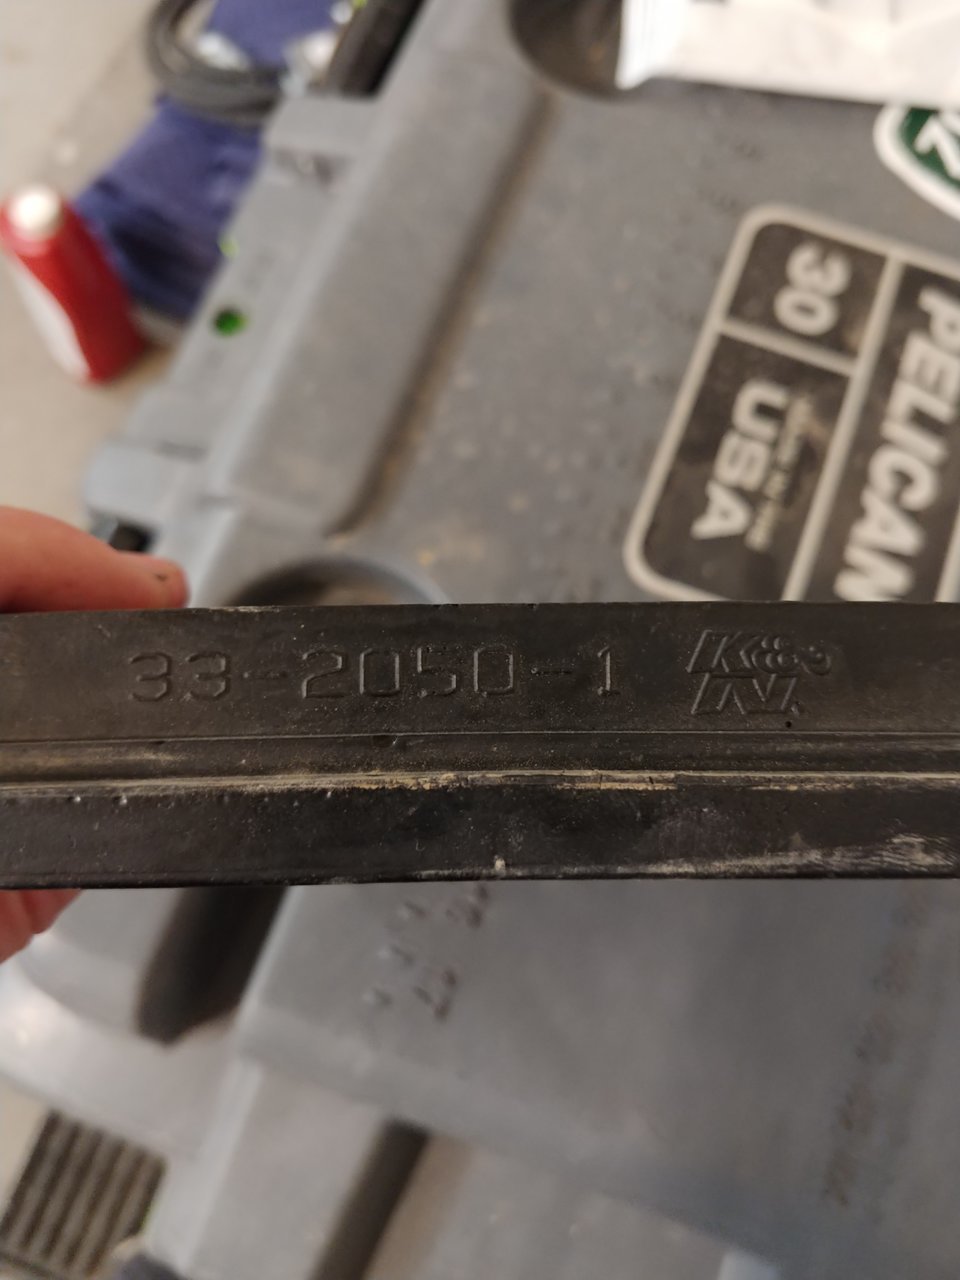 30
PELICAN
USA
33-2050-1 K&N